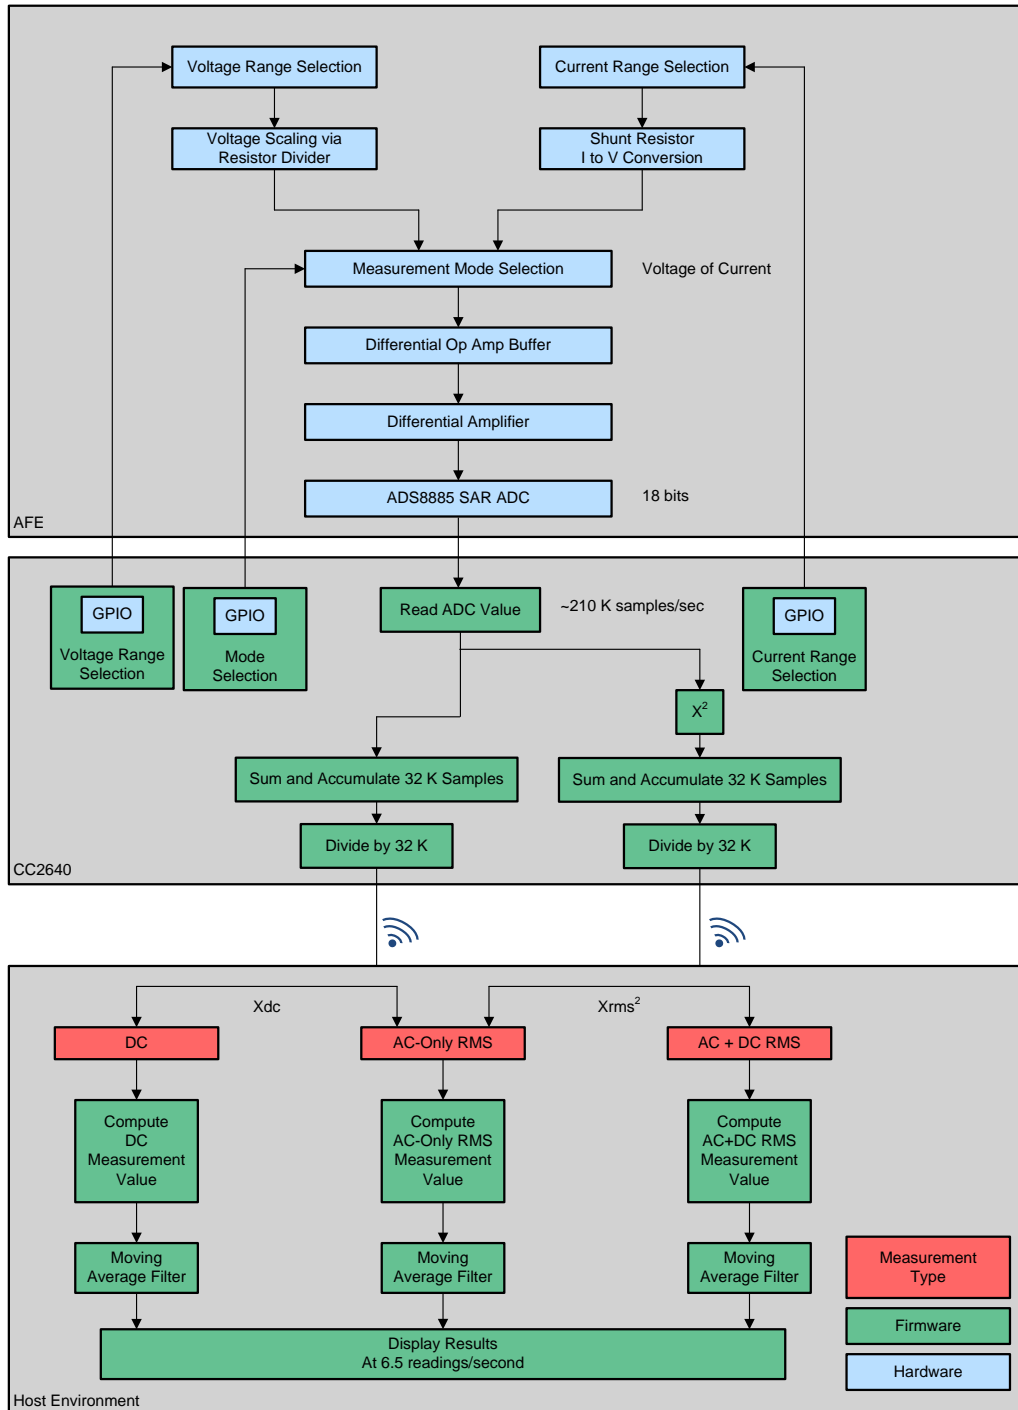 Voltage Range Selection
Current Range Selection
Voltage Scaling via
Resistor Divider
Shunt Resistor
I to V Conversion
Measurement Mode Selection
Voltage of Current
Differential Op Amp Buffer
Differential Amplifier
ADS8885 SAR ADC
18 bits
AFE
GPIO
Voltage Range
Selection
GPIO
Mode
Selection
Read ADC Value
~210 K samples/sec
GPIO
Current Range
Selection
X²
Sum and Accumulate 32 K Samples
Sum and Accumulate 32 K Samples
Divide by 32 K
Divide by 32 K
CC2640
Xdc
Xrms²
DC
AC-Only RMS
AC + DC RMS
Compute
DC
Measurement
Value
Compute
AC-Only RMS
Measurement
Value
Compute
AC+DC RMS
Measurement
Value
Moving
Average Filter
Moving
Average Filter
Moving
Average Filter
Measurement
Type
Firmware
Hardware
Display Results
At 6.5 readings/second
Host Environment